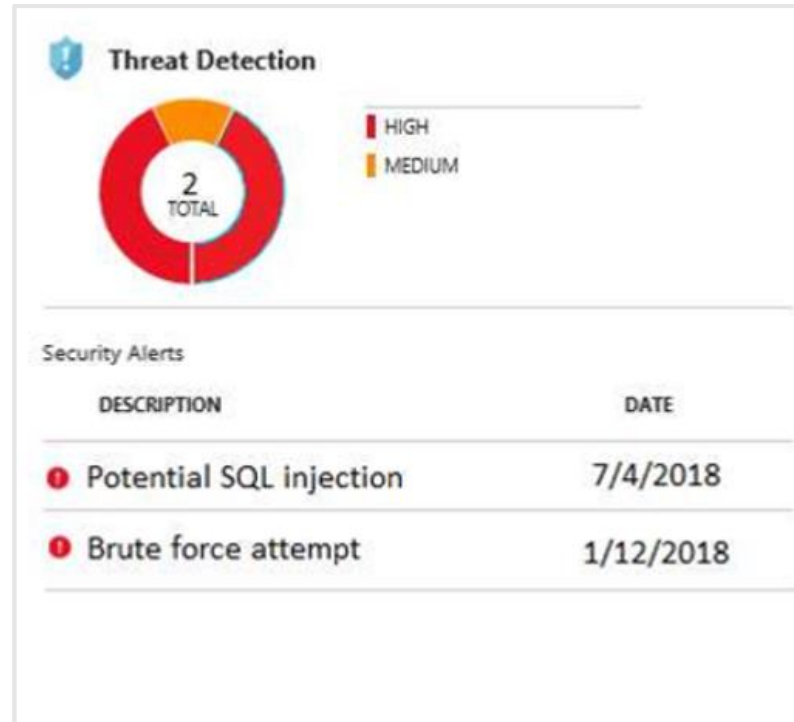 Threat Detection
HIGH
MEDIUM
2
TOTAL
Security Alerts
DESCRIPTION DATE
Potential SQL injection 7/4/2018
Brute force attempt 1/12/2018